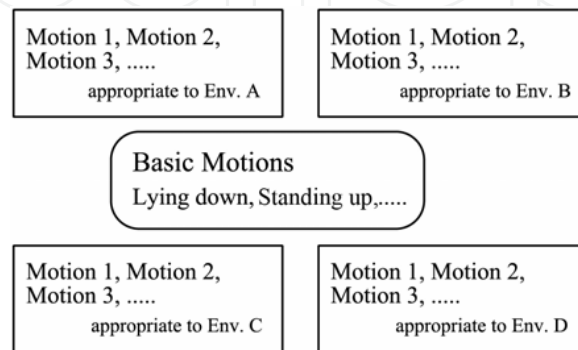 Motion 1, Motion 2,
Motion 3, .....
appropriate to Env. A
Motion 1, Motion 2,
Motion 3, .....
appropriate to Env. B
Basic Motions
Lying down, Standing up,.....
Motion 1, Motion 2,
Motion 3, .....
appropriate to Env. C
Motion 1, Motion 2,
Motion 3, .....
appropriate to Env. D